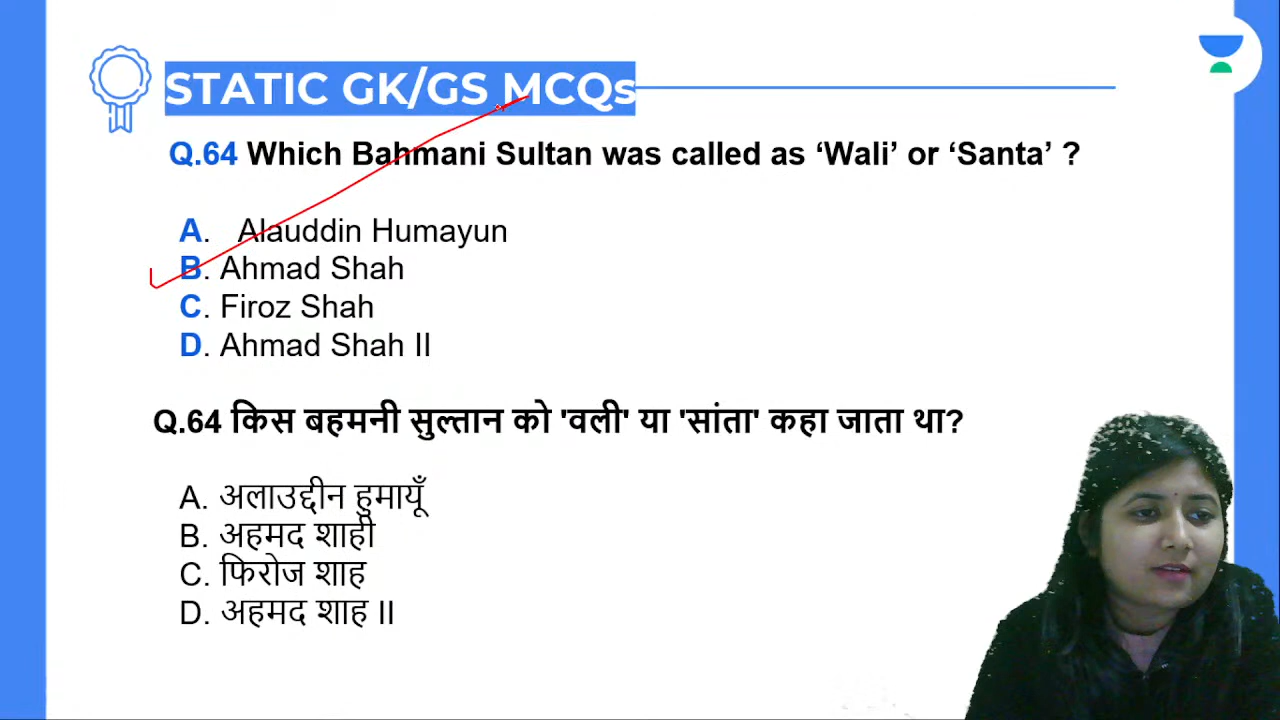 STATIC GK/GS MCQs
Q.64 Which Bahmani Sultan was called as ‘Wali’ or ‘Santa’ ?
A. Alauddin Humayun
B. Ahmad Shah
C. Firoz Shah
D. Ahmad Shah II
Q.64 किस बहमनी सुल्तान को 'वली' या 'सांता' कहा जाता था?
A. अलाउद्दीन हुमायूँ
B. अहमद शाही
C. फिरोज शाह
D. अहमद शाह II